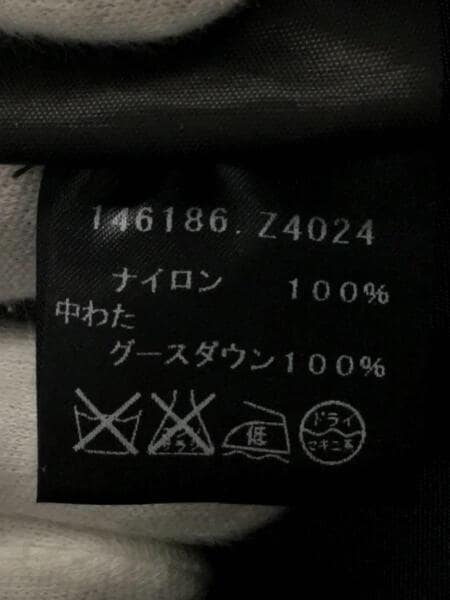 146186. Z4024
ナイロン 100%
中わた
グースダウン100%
低
ドライ